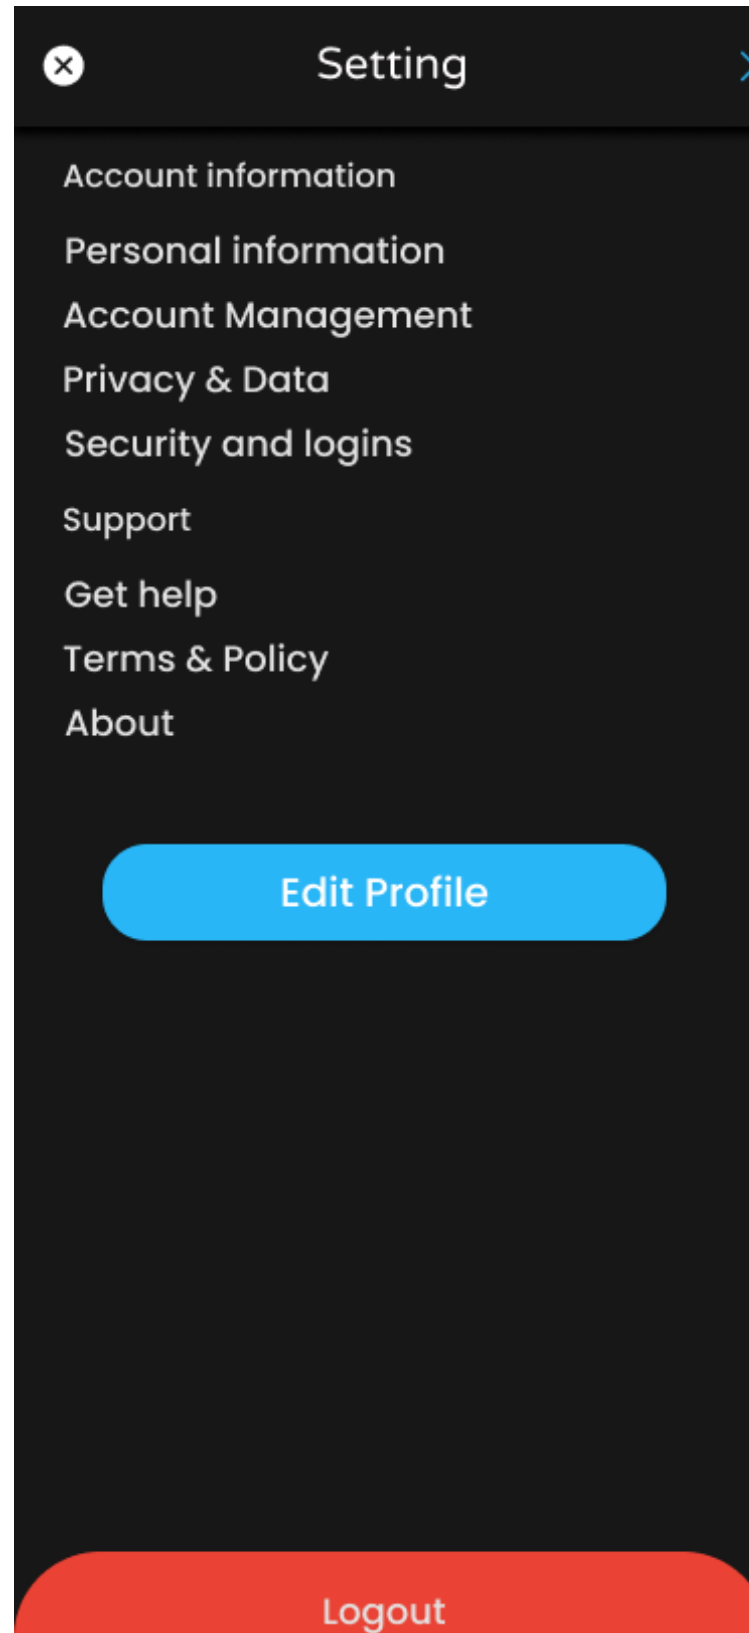 Setting
Account information
Personal information
Account Management
Privacy & Data
Security and logins
Support
Get help
Terms & Policy
About
Edit Profile
Logout